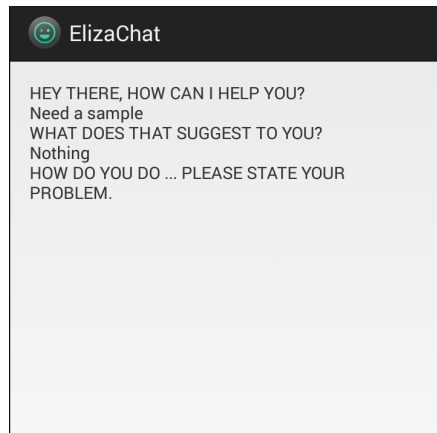 ElizaChat
HEY THERE, HOW CAN I HELP YOU?
Need a sample
WHAT DOES THAT SUGGEST TO YOU?
Nothing
HOW DO YOU DO ... PLEASE STATE YOUR
PROBLEM.